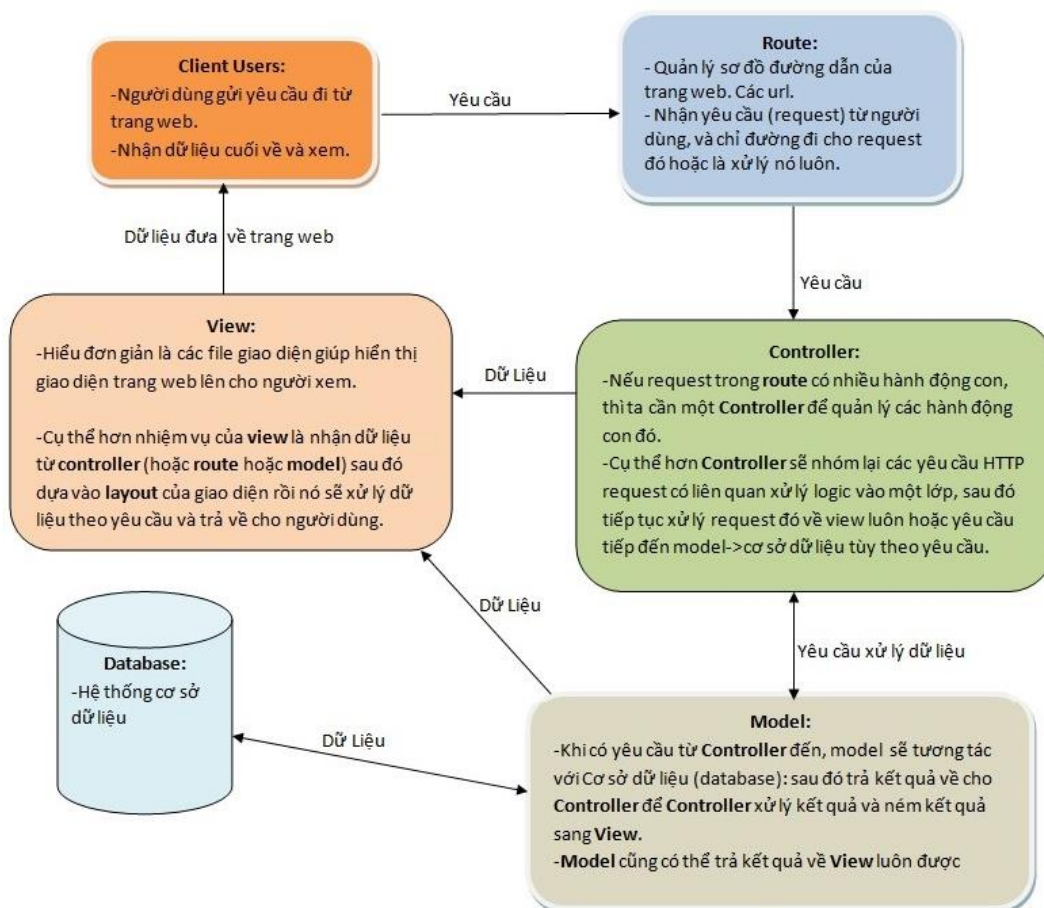 Client Users:
-Người dùng gửi yêu cầu đi từ
trang web.
-Nhận dữ liệu cuối về và xem.
Yêu cầu
Route:
- Quản lý sơ đồ đường dẫn của
trang web. Các url.
- Nhận yêu cầu (request) từ người
dùng, và chỉ đường đi cho request
đó hoặc là xử lý nó luôn.
Dữ liệu đưa về trang web
Yêu cầu
View:
-Hiểu đơn giản là các file giao diện giúp hiển thị
giao diện trang web lên cho người xem.
-Cụ thể hơn nhiệm vụ của view là nhận dữ liệu
từ controller (hoặc route hoặc model) sau đó
dựa vào layout của giao diện rồi nó sẽ xử lý dữ
liệu theo yêu cầu và trả về cho người dùng.
Dữ Liệu
Controller:
-Nếu request trong route có nhiều hành động con,
thì ta cần một Controller để quản lý các hành động
con đó.
-Cụ thể hơn Controller sẽ nhóm lại các yêu cầu HTTP
request có liên quan xử lý logic vào một lớp, sau đó
tiếp tục xử lý request đó về view luôn hoặc yêu cầu
tiếp đến model->cơ sở dữ liệu tùy theo yêu cầu.
Dữ Liệu
Yêu cầu xử lý dữ liệu
Database:
-Hệ thống cơ sở
dữ liệu
Dữ Liệu
Model:
-Khi có yêu cầu từ Controller đến, model sẽ tương tác
với Cơ sở dữ liệu (database): sau đó trả kết quả về cho
Controller để Controller xử lý kết quả và ném kết quả
sang View.
-Model cũng có thể trả kết quả về View luôn được